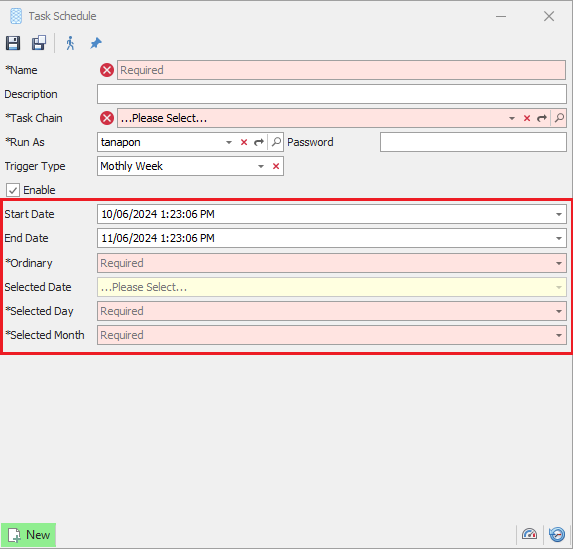 Task Schedule
*Name Required
Description
*Task Chain ...Please Select...
*Run As tanapon Password
Trigger Type Mothly Week
Enable
Start Date 10/06/2024 1:23:06 PM
End Date 11/06/2024 1:23:06 PM
*Ordinary Required
Selected Date ...Please Select...
*Selected Day Required
*Selected Month Required
New